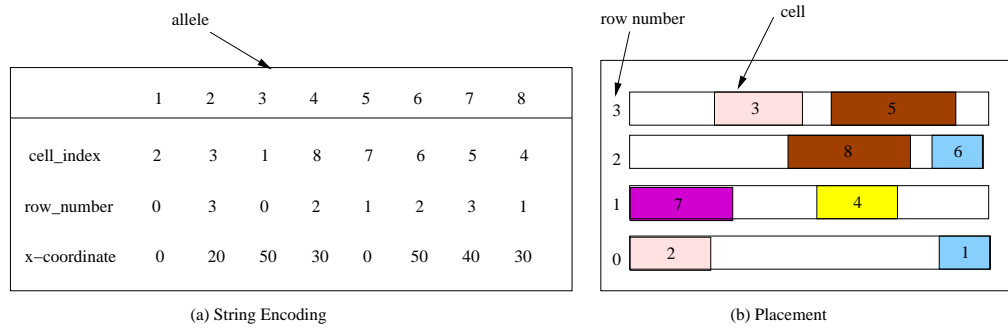 allele
1 2 3 4 5 6 7 8
cell_index 2 3 1 8 7 6 5 4
row_number 0 3 0 2 1 2 3 1
x-coordinate 0 20 50 30 0 50 40 30
(a) String Encoding
row number
cell
3 3 5
2 8 6
1 7 4
0 2 1
(b) Placement